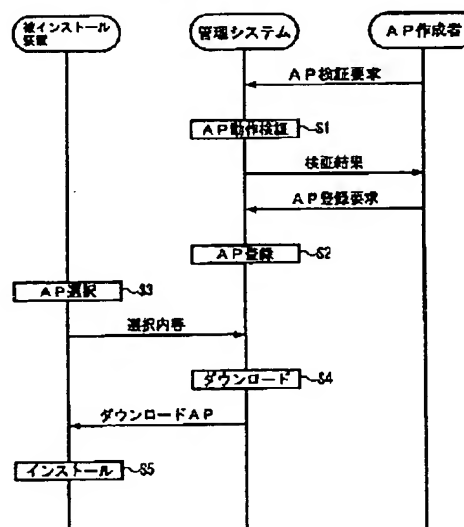 被インストール
装置
管理システム
AP作成者
AP検証要求
AP動作検証
S1
検証結果
AP登録要求
AP登録
S2
AP選択
S3
選択内容
ダウンロード
S4
ダウンロードAP
インストール
S5